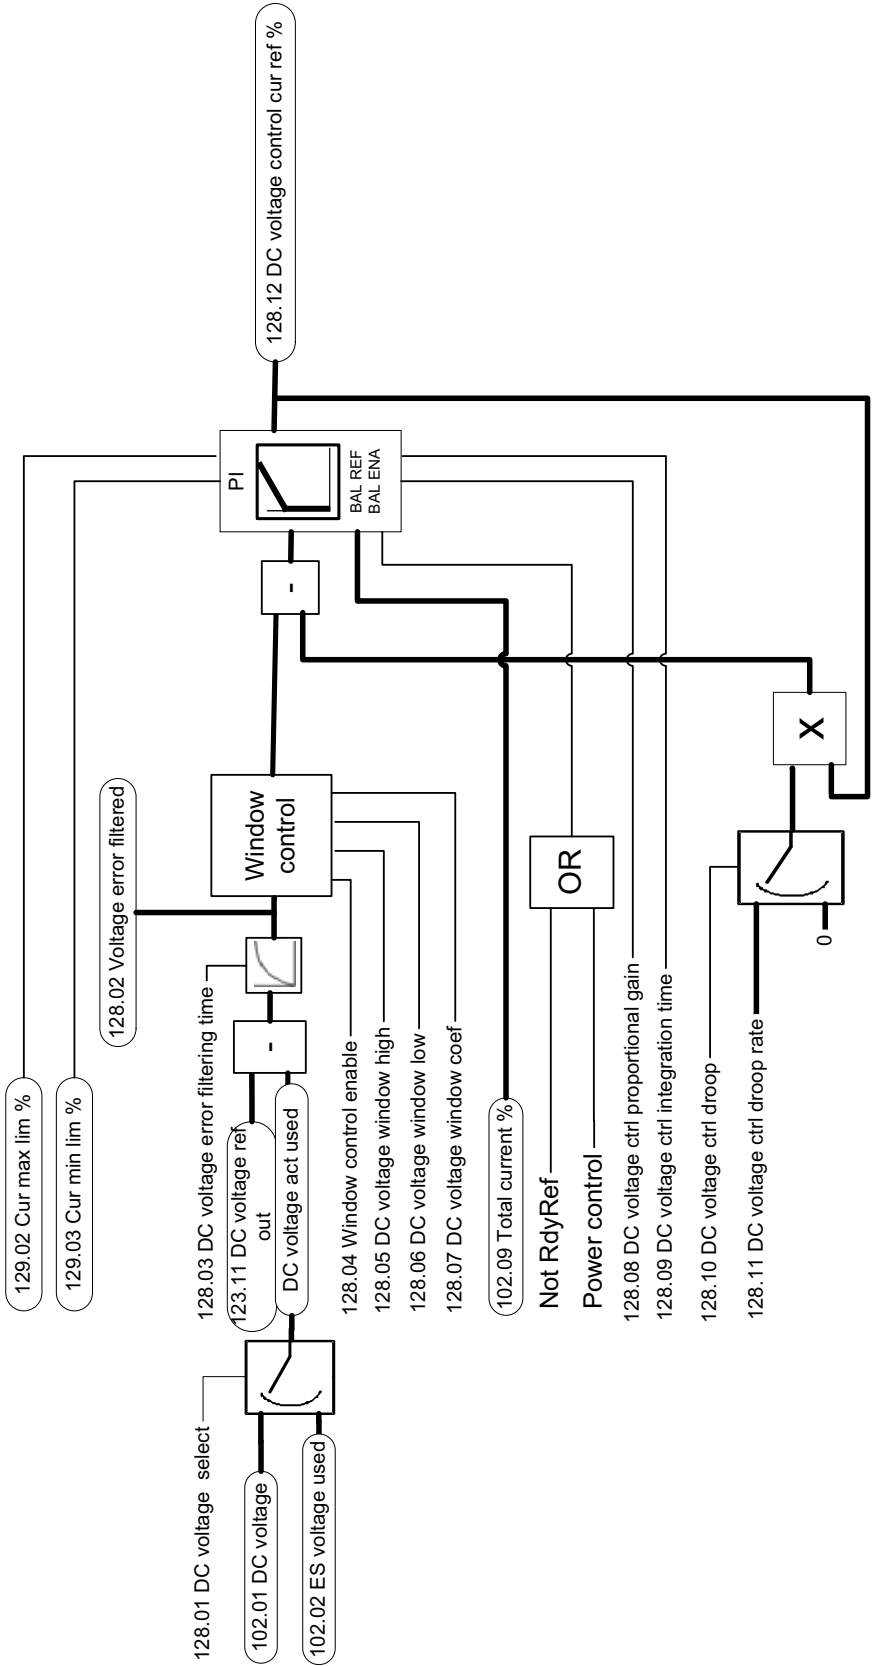 129.02 Cur max lim %
129.03 Cur min lim %
128.02 Voltage error filtered
128.03 DC voltage error filtering time
123.11 DC voltage ref
out
DC voltage act used
128.01 DC voltage select
102.01 DC voltage
102.02 ES voltage used
-
Window
control
-
PI
BAL REF
BAL ENA
128.12 DC voltage control cur ref %
128.04 Window control enable
128.05 DC voltage window high
128.06 DC voltage window low
128.07 DC voltage window coef
102.09 Total current %
Not RdyRef
Power control
OR
128.08 DC voltage ctrl proportional gain
128.09 DC voltage ctrl integration time
128.10 DC voltage ctrl droop
128.11 DC voltage ctrl droop rate
0
X